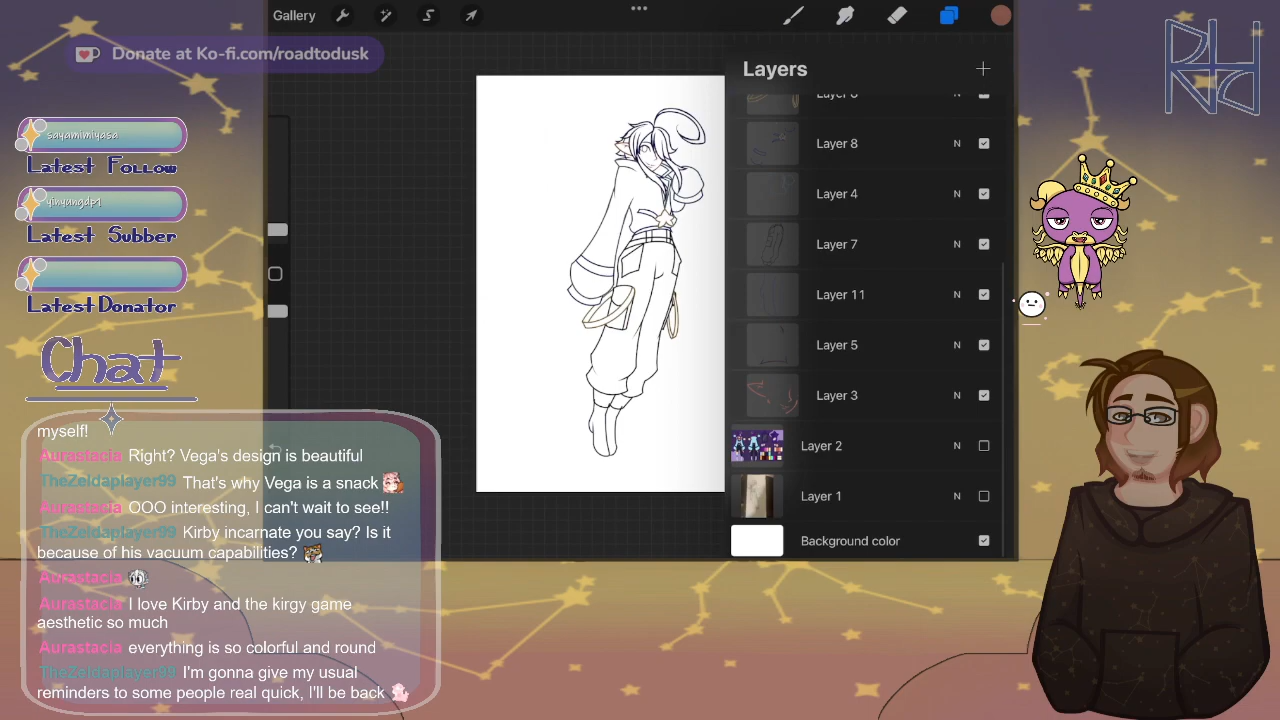 Gallery
Donate at Ko-fi.com/roadtodusk
RtD
sayamimiyasa
Latest Follow
yinyangdp1
Latest Subber
Latest Donator
Chat
myself!
Aurastacia Right? Vega's design is beautiful
TheZeldaplayer99 That's why Vega is a snack
Aurastacia OOO interesting, I can't wait to see!!
TheZeldaplayer99 Kirby incarnate you say? Is it
because of his vacuum capabilities?
Aurastacia
Aurastacia I love Kirby and the kirgy game
aesthetic so much
Aurastacia everything is so colorful and round
TheZeldaplayer99 I'm gonna give my usual
reminders to some people real quick, I'll be back
Layers
N
Layer 8 N
Layer 4 N
Layer 7 N
Layer 11 N
Layer 5 N
Layer 3 N
Layer 2 N
Layer 1 N
Background color